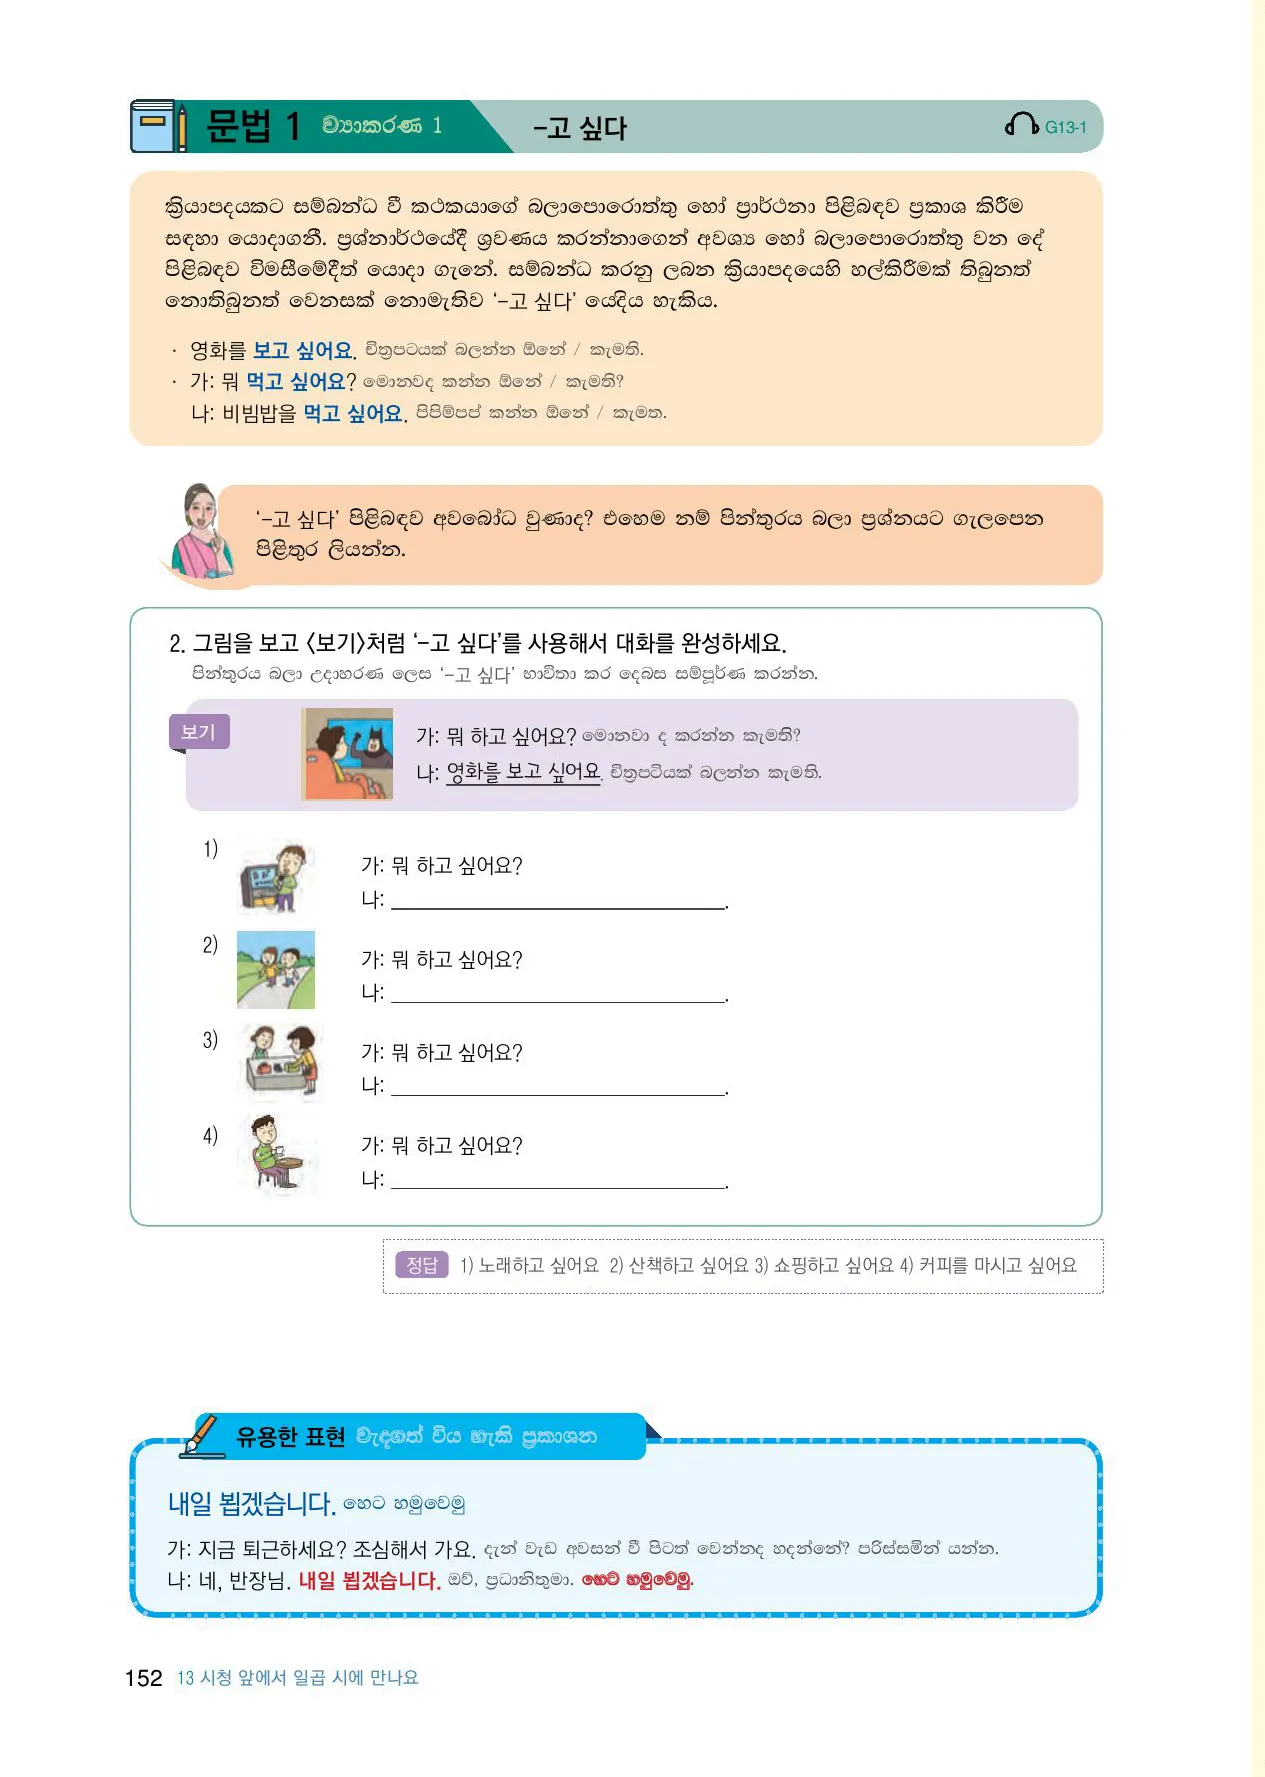 문법 1 ව්‍යාකරණ 1 -고 싶다 G13-1
ක්‍රියාපදයකට සම්බන්ධ වී කථකයාගේ බලාපොරොත්තු හෝ ප්‍රාර්ථනා පිළිබඳව ප්‍රකාශ කිරීම
සඳහා යොදාගනී. ප්‍රශ්නාර්ථයේදී ශ්‍රවණය කරන්නාගෙන් අවශ්‍ය හෝ බලාපොරොත්තු වන දේ
පිළිබඳව විමසීමේදීත් යොදා ගැනේ. සම්බන්ධ කරනු ලබන ක්‍රියාපදයෙහි හල්කිරීමක් තිබුනත්
නොතිබුනත් වෙනසක් නොමැතිව ‘-고 싶다’ යෙදිය හැකිය.
· 영화를 보고 싶어요. චිත්‍රපටයක් බලන්න ඕනේ / කැමති.
· 가: 뭐 먹고 싶어요? මොනවද කන්න ඕනේ / කැමති?
나: 비빔밥을 먹고 싶어요. පිපිම්පප් කන්න ඕනේ / කැමත.
‘-고 싶다’ පිළිබඳව අවබෝධ වුණාද? එහෙම නම් පින්තුරය බලා ප්‍රශ්නයට ගැලපෙන
පිළිතුර ලියන්න.
2. 그림을 보고 〈보기〉처럼 ‘-고 싶다’를 사용해서 대화를 완성하세요.
පින්තුරය බලා උදාහරණ ලෙස ‘-고 싶다’ භාවිතා කර දෙබස සම්පූර්ණ කරන්න.
보기
가: 뭐 하고 싶어요? මොනවා ද කරන්න කැමති?
나: 영화를 보고 싶어요. චිත්‍රපටියක් බලන්න කැමති.
1)
가: 뭐 하고 싶어요?
나: ______________.
2)
가: 뭐 하고 싶어요?
나: ______________.
3)
가: 뭐 하고 싶어요?
나: ______________.
4)
가: 뭐 하고 싶어요?
나: ______________.
정답 1) 노래하고 싶어요 2) 산책하고 싶어요 3) 쇼핑하고 싶어요 4) 커피를 마시고 싶어요
유용한 표현 වැදගත් විය හැකි ප්‍රකාශන
내일 뵙겠습니다. හෙට හමුවෙමු
가: 지금 퇴근하세요? 조심해서 가요. දැන් වැඩ අවසන් වී පිටත් වෙන්නද හදන්නේ? පරිස්සමින් යන්න.
나: 네, 반장님. 내일 뵙겠습니다. ඔව්, ප්‍රධානිතුමා. හෙට හමුවෙමු.
152 13 시청 앞에서 일곱 시에 만나요